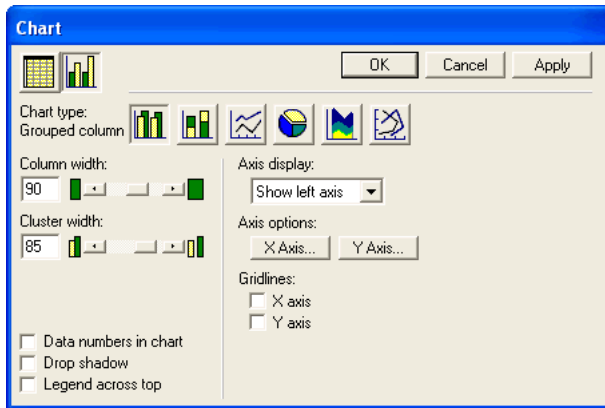 Chart
OK Cancel Apply
Chart type:
Grouped column
Column width:
90
Cluster width:
85
Data numbers in chart
Drop shadow
Legend across top
Axis display:
Show left axis
Axis options:
X Axis... Y Axis...
Gridlines:
X axis
Y axis